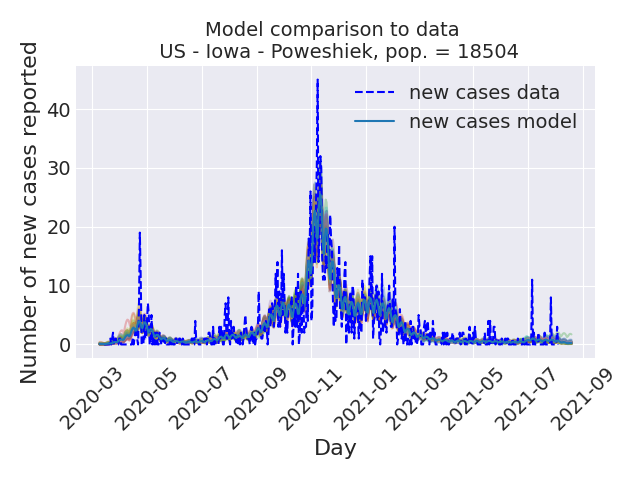 Model comparison to data
US - Iowa - Poweshiek, pop. = 18504
Number of new cases reported
40
30
20
10
0
new cases data
new cases model
2020-03
2020-05
2020-07
2020-09
2020-11
2021-01
2021-03
2021-05
2021-07
2021-09
Day